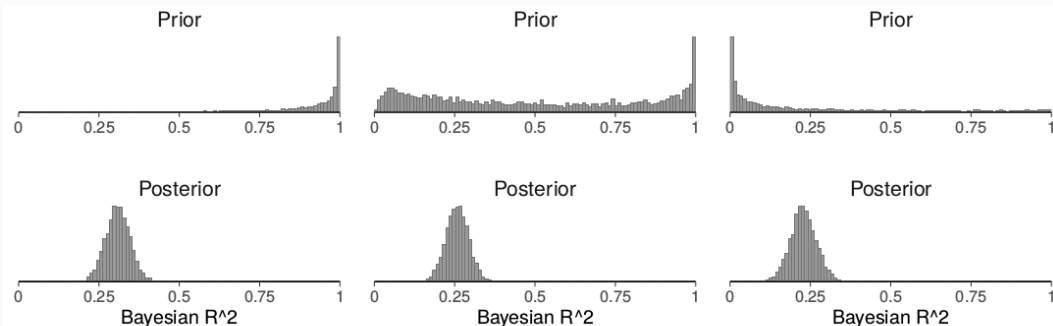 Prior Prior Prior
0 0.25 0.5 0.75 1 0 0.25 0.5 0.75 1 0 0.25 0.5 0.75 1
Posterior Posterior Posterior
0 0.25 0.5 0.75 1 0 0.25 0.5 0.75 1 0 0.25 0.5 0.75 1
Bayesian R^2 Bayesian R^2 Bayesian R^2